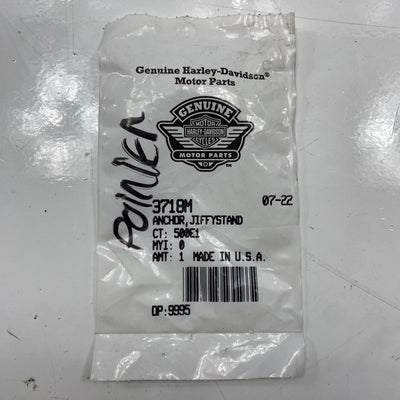 Genuine Harley-Davidson®
Motor Parts
GENUINE
MOTOR
HARLEY-DAVIDSON
MOTOR PARTS
TM
POINTER
3718M
07-22
ANCHOR,JIFFYSTAND
CT: 500E1
MYI: 0
AMT: 1 MADE IN U.S.A.
OP:9995